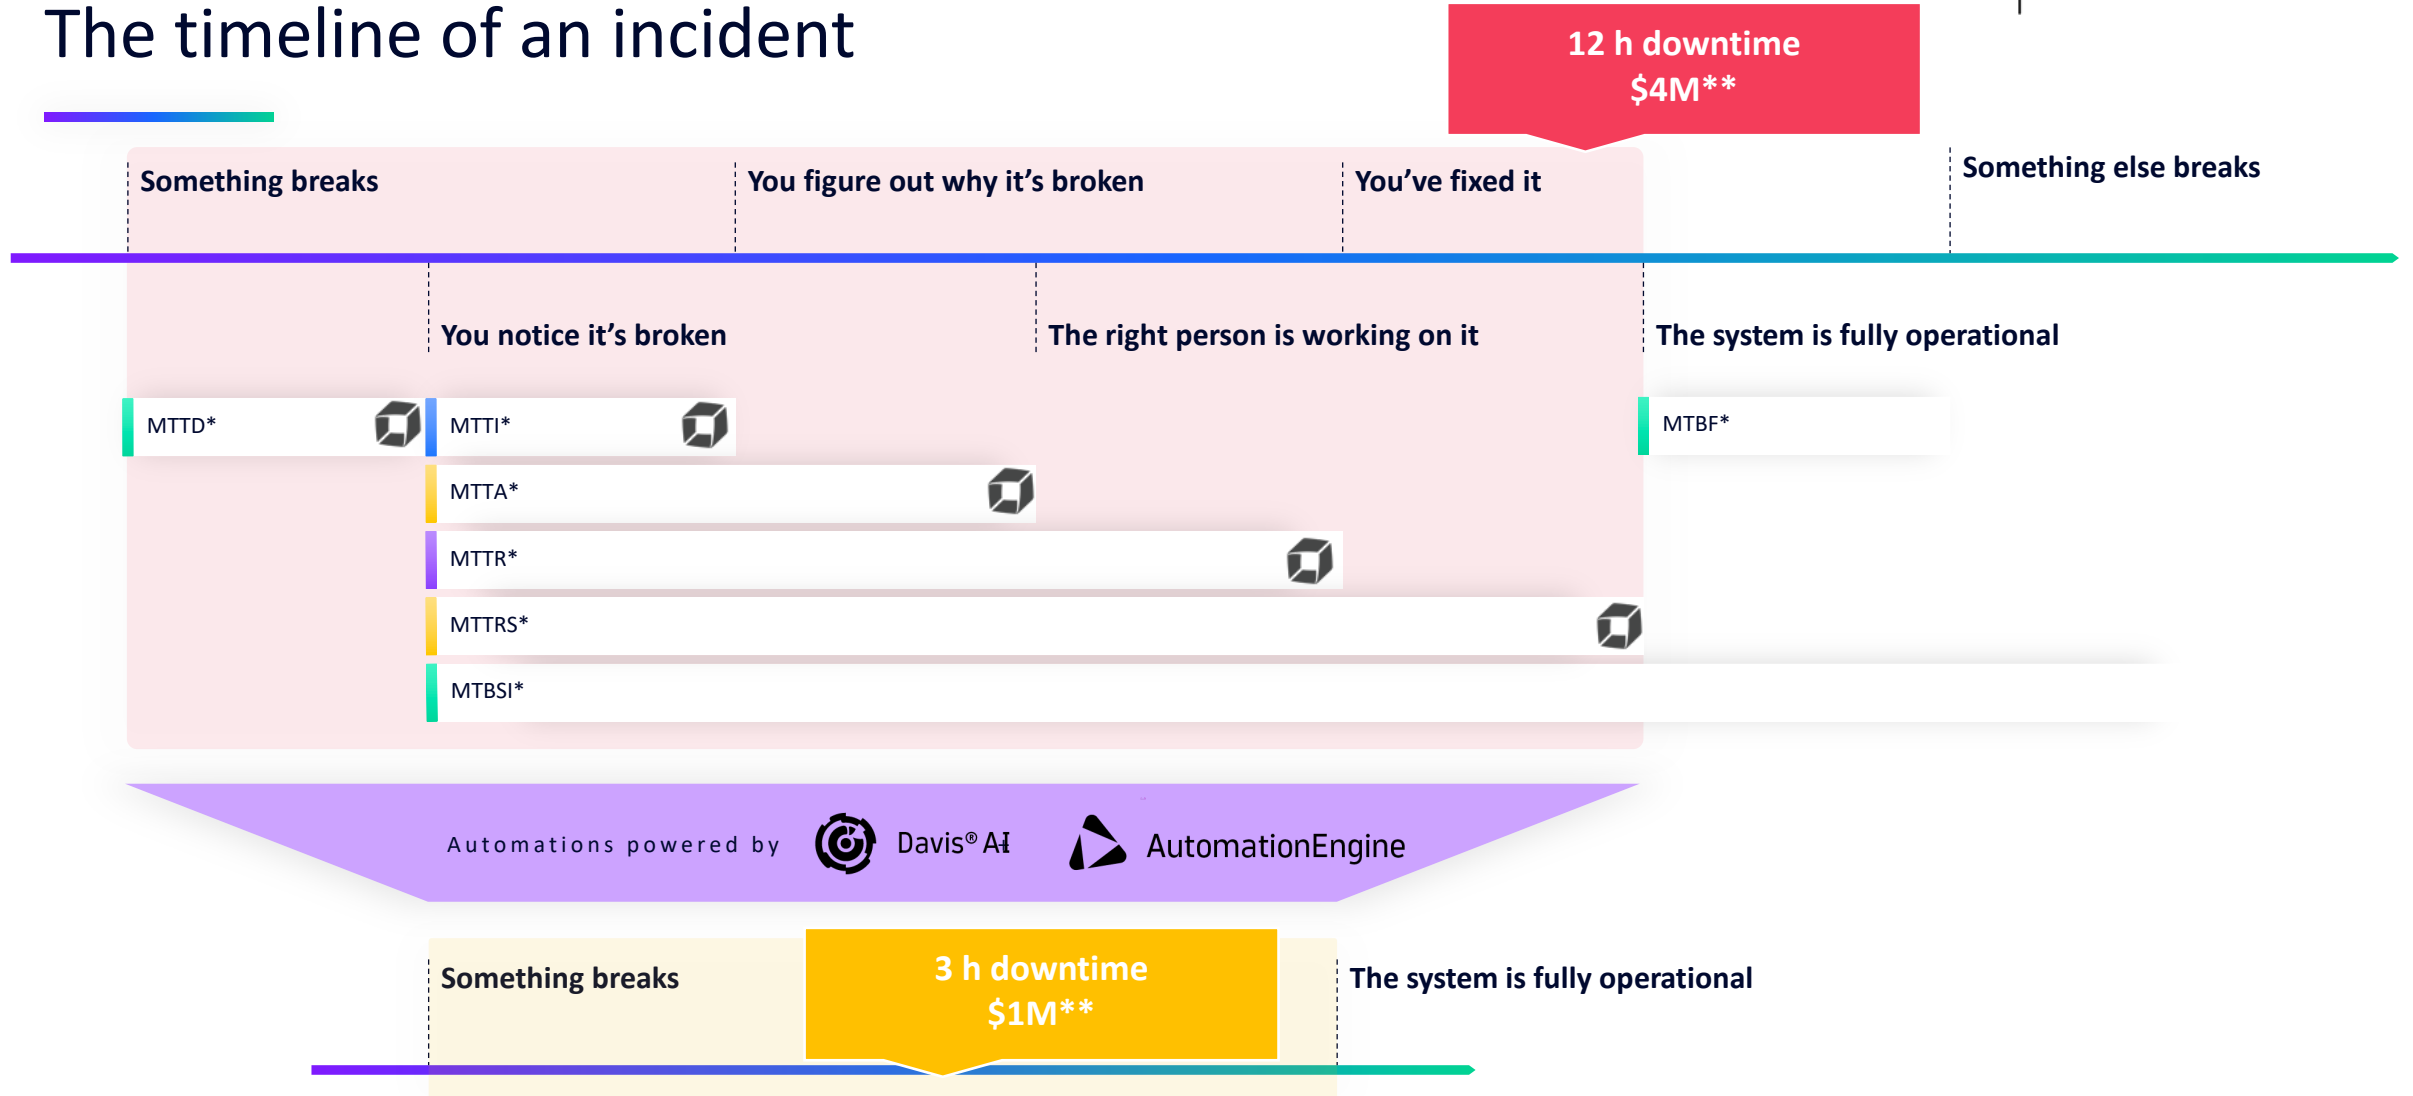 The timeline of an incident
12 h downtime
$4M**
Something breaks
You figure out why it's broken
You've fixed it
Something else breaks
You notice it's broken
The right person is working on it
The system is fully operational
MTTD*
MTTI*
MTBF*
MTTA*
MTTR*
MTTRS*
MTBSI*
Automations powered by
Davis® AI
AutomationEngine
Something breaks
3 h downtime
$1M**
The system is fully operational